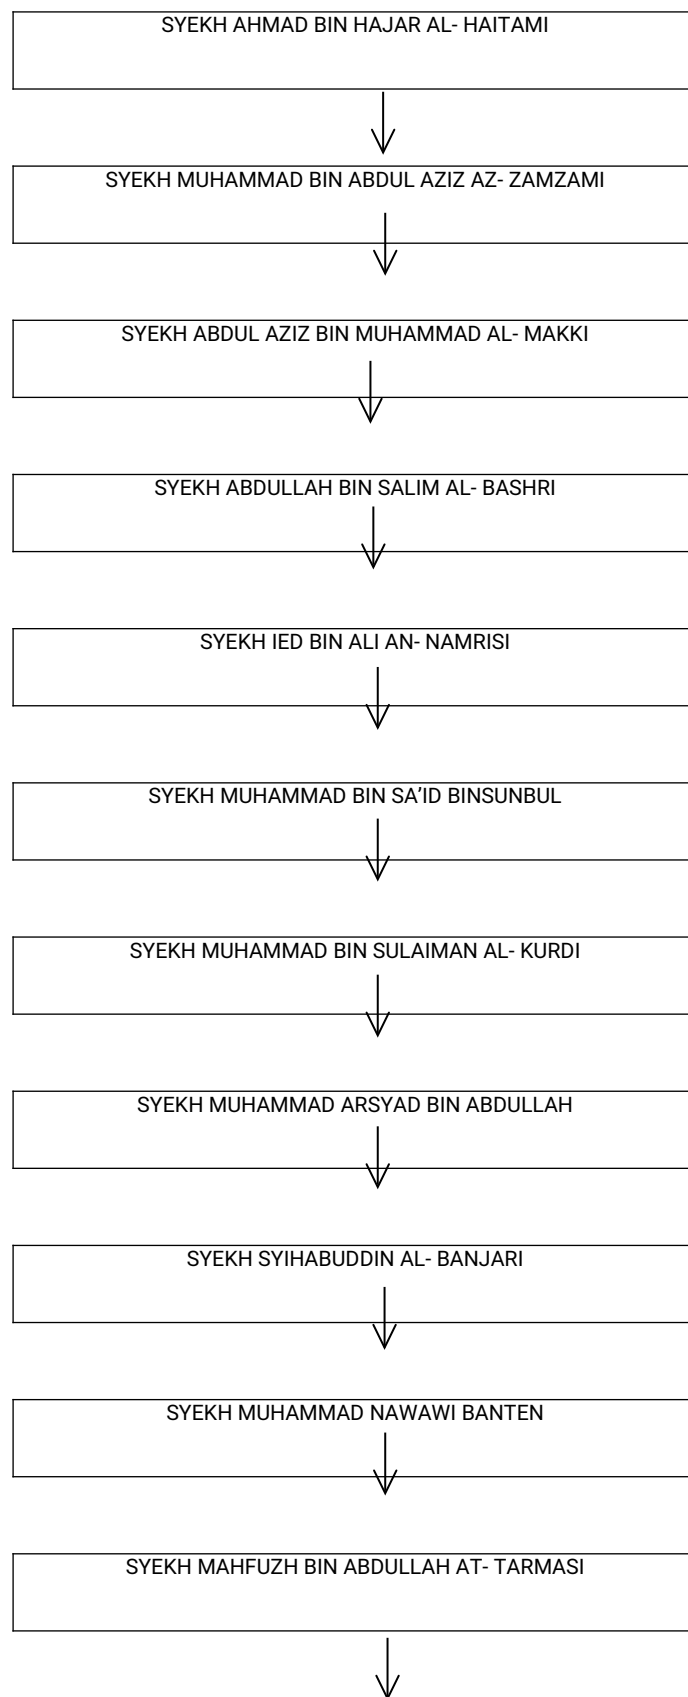 SYEKH AHMAD BIN HAJAR AL- HAITAMI
SYEKH MUHAMMAD BIN ABDUL AZIZ AZ- ZAMZAMI
SYEKH ABDUL AZIZ BIN MUHAMMAD AL- MAKKI
SYEKH ABDULLAH BIN SALIM AL- BASHRI
SYEKH IED BIN ALI AN- NAMRISI
SYEKH MUHAMMAD BIN SA’ID BINSUNBUL
SYEKH MUHAMMAD BIN SULAIMAN AL- KURDI
SYEKH MUHAMMAD ARSYAD BIN ABDULLAH
SYEKH SYIHABUDDIN AL- BANJARI
SYEKH MUHAMMAD NAWAWI BANTEN
SYEKH MAHFUZH BIN ABDULLAH AT- TARMASI